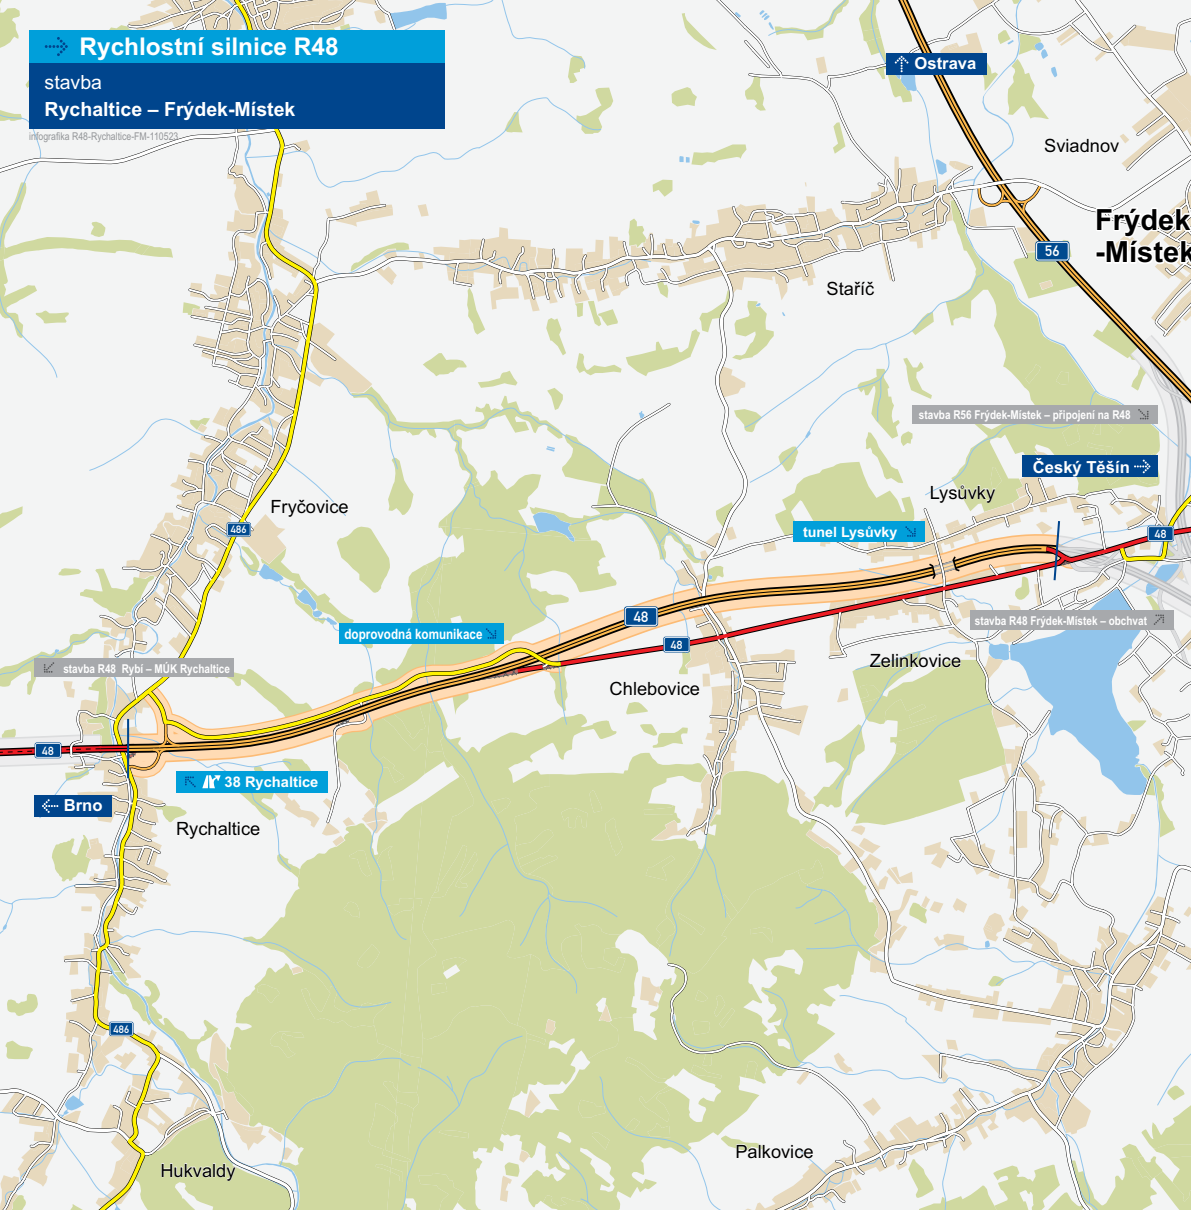 Rychlostní silnice R48
stavba
Rychaltice – Frýdek-Místek
infografika R48-Rychaltice-FM-110523
Ostrava
Sviadnov
Frýdek
-Místek
56
Staříč
stavba R56 Frýdek-Místek – připojení na R48
Český Těšín
Lysůvky
Fryčovice
486
tunel Lysůvky
48
48
doprovodná komunikace
48
stavba R48 Frýdek-Místek – obchvat
Zelinkovice
stavba R48 Rybí – MÚK Rychaltice
Chlebovice
48
38 Rychaltice
Brno
Rychaltice
486
Palkovice
Hukvaldy